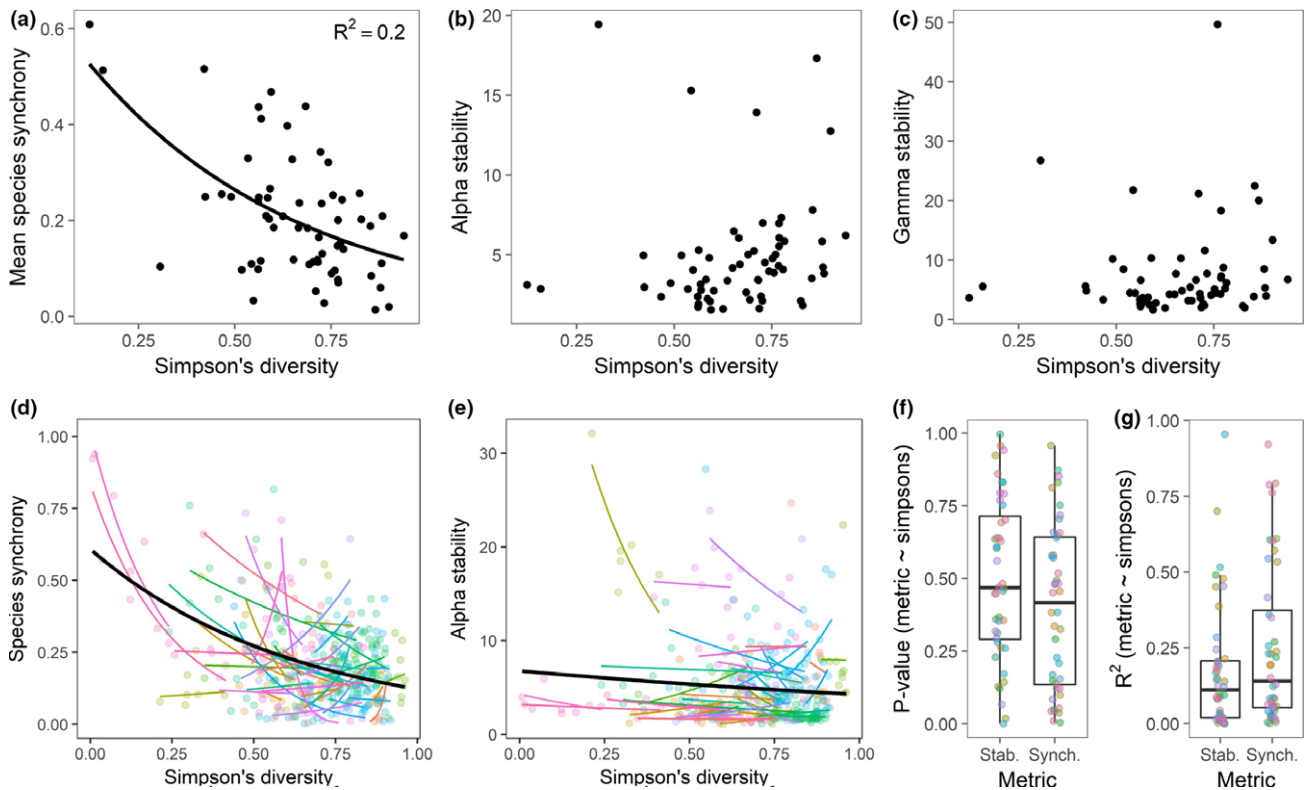 (a)
R² = 0.2
Mean species synchrony
0.6
0.4
0.2
0.0
0.25
0.50
0.75
Simpson's diversity
(b)
Alpha stability
20
15
10
5
0.25
0.50
0.75
Simpson's diversity
(c)
Gamma stability
50
40
30
20
10
0
0.25
0.50
0.75
Simpson's diversity
(d)
Species synchrony
1.00
0.75
0.50
0.25
0.00
0.00
0.25
0.50
0.75
1.00
Simpson's diversity
(e)
Alpha stability
30
20
10
0
0.00
0.25
0.50
0.75
1.00
Simpson's diversity
(f)
P-value (metric ~ simpsons)
1.00
0.75
0.50
0.25
0.00
Stab.
Synch.
Metric
(g)
R² (metric ~ simpsons)
1.00
0.75
0.50
0.25
0.00
Stab.
Synch.
Metric